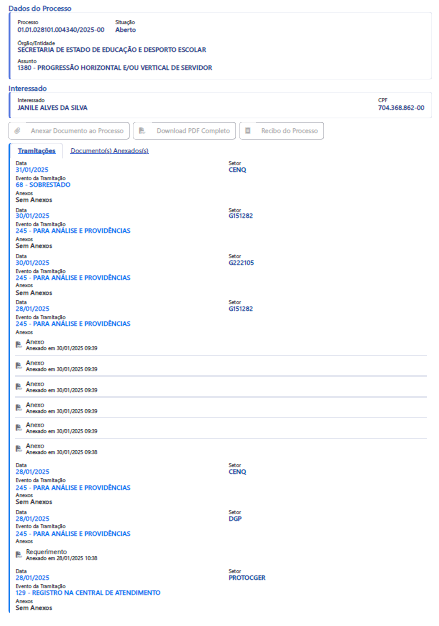 Dados do Processo
Processo Situação
01.01.028101.004340/2025-00 Aberto
Órgão/Entidade
SECRETARIA DE ESTADO DE EDUCAÇÃO E DESPORTO ESCOLAR
Assunto
1380 - PROGRESSÃO HORIZONTAL E/OU VERTICAL DE SERVIDOR
Interessado
Interessado CPF
JANILE ALVES DA SILVA 704.368.862-00
Anexar Documento ao Processo Download PDF Completo Recibo do Processo
Tramitações Documento(s) Anexados(s)
Data Setor
31/01/2025 CENQ
Evento da Tramitação
68 - SOBRESTADO
Anexos
Sem Anexos
Data Setor
30/01/2025 G151282
Evento da Tramitação
245 - PARA ANÁLISE E PROVIDÊNCIAS
Anexos
Sem Anexos
Data Setor
30/01/2025 G222105
Evento da Tramitação
245 - PARA ANÁLISE E PROVIDÊNCIAS
Anexos
Sem Anexos
Data Setor
28/01/2025 G151282
Evento da Tramitação
245 - PARA ANÁLISE E PROVIDÊNCIAS
Anexos
Anexo
Anexado em 30/01/2025 09:39
Anexo
Anexado em 30/01/2025 09:39
Anexo
Anexado em 30/01/2025 09:39
Anexo
Anexado em 30/01/2025 09:39
Anexo
Anexado em 30/01/2025 09:39
Anexo
Anexado em 30/01/2025 09:38
Data Setor
28/01/2025 CENQ
Evento da Tramitação
245 - PARA ANÁLISE E PROVIDÊNCIAS
Anexos
Sem Anexos
Data Setor
28/01/2025 DGP
Evento da Tramitação
245 - PARA ANÁLISE E PROVIDÊNCIAS
Anexos
Requerimento
Anexado em 28/01/2025 10:38
Data Setor
28/01/2025 PROTOCGER
Evento da Tramitação
129 - REGISTRO NA CENTRAL DE ATENDIMENTO
Anexos
Sem Anexos